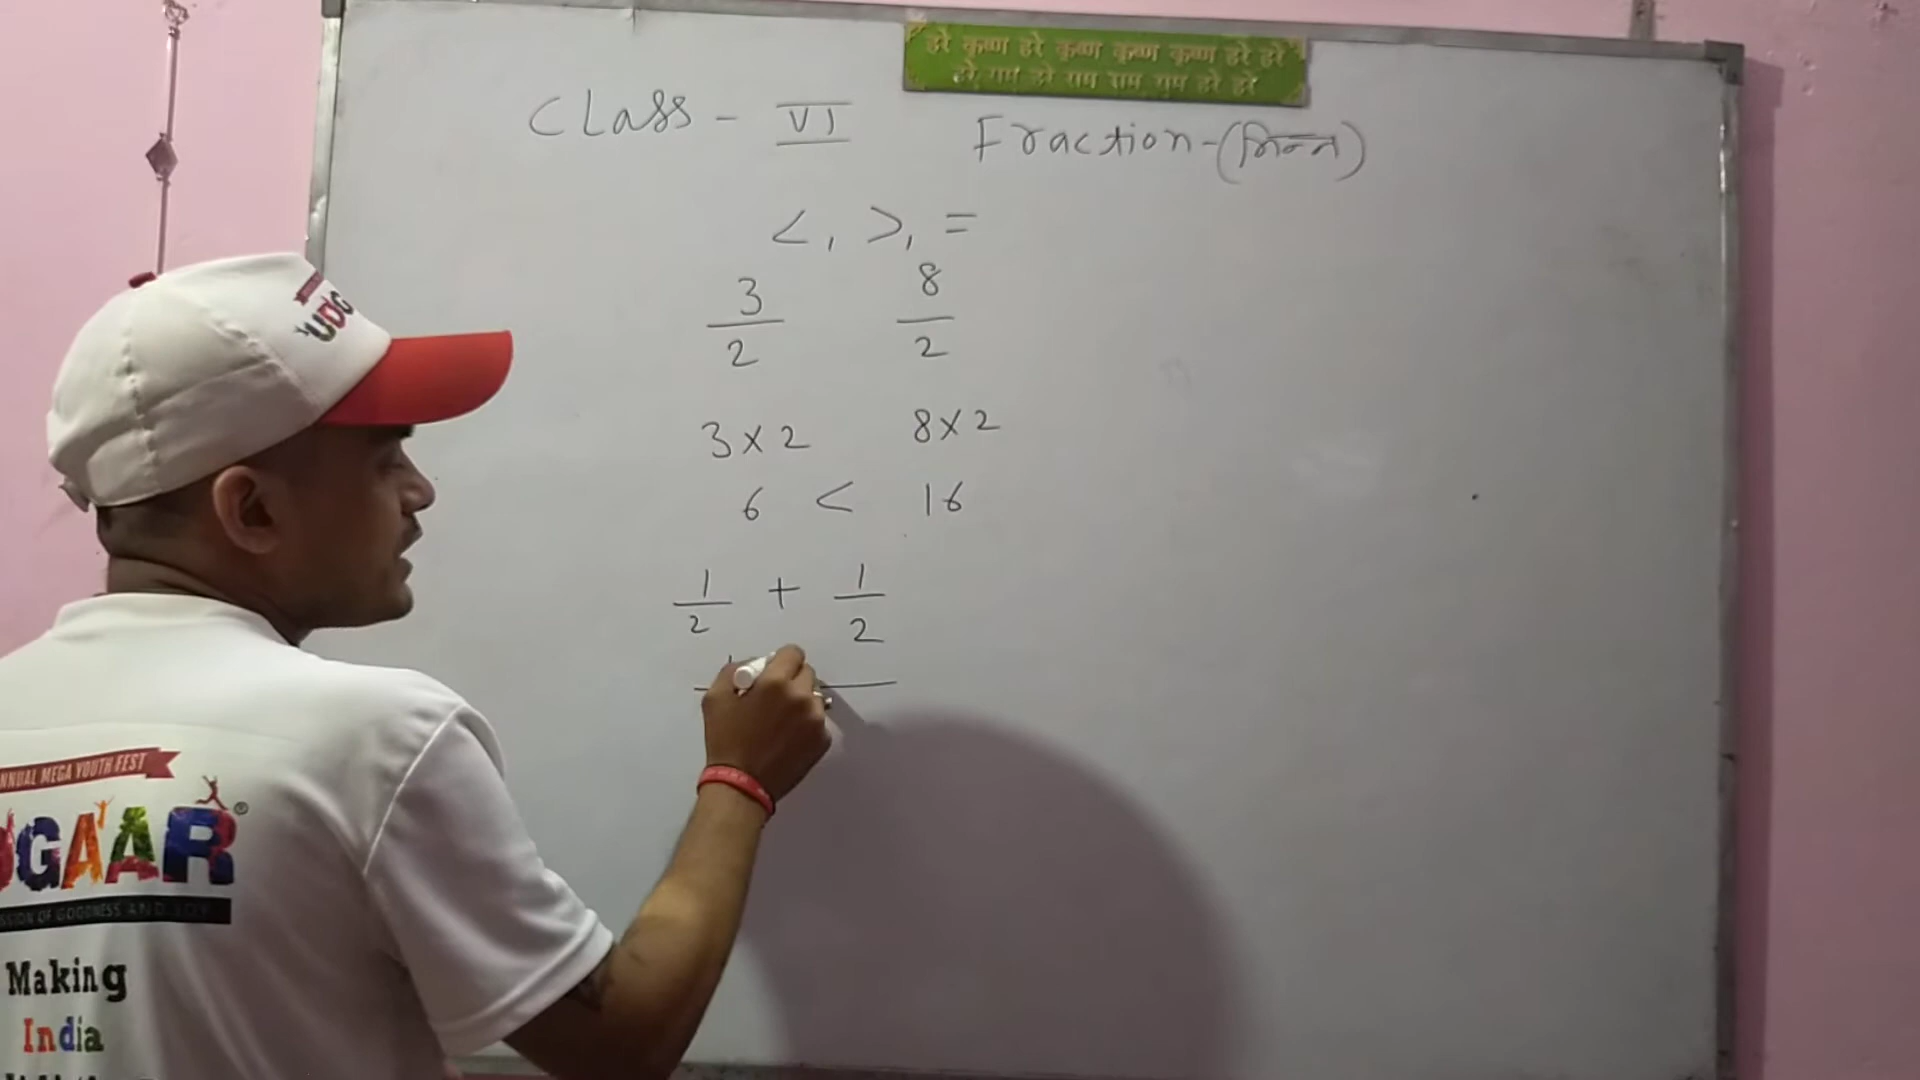 हरे कृष्ण हरे कृष्ण कृष्ण कृष्ण हरे हरे
हरे राम हरे राम राम राम हरे हरे
Class - VI Fraction - (भिन्न)
<, >, =
3/2 8/2
3 x 2 8 x 2
6 < 16
1/2 + 1/2
UDG
ANNUAL MEGA YOUTH FEST
DGAAR
Making
India